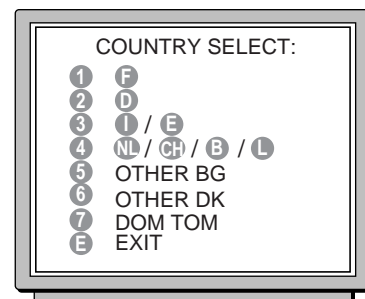 COUNTRY SELECT:
1 F
2 D
3 I / E
4 NL / CH / B / L
5 OTHER BG
6 OTHER DK
7 DOM TOM
E EXIT